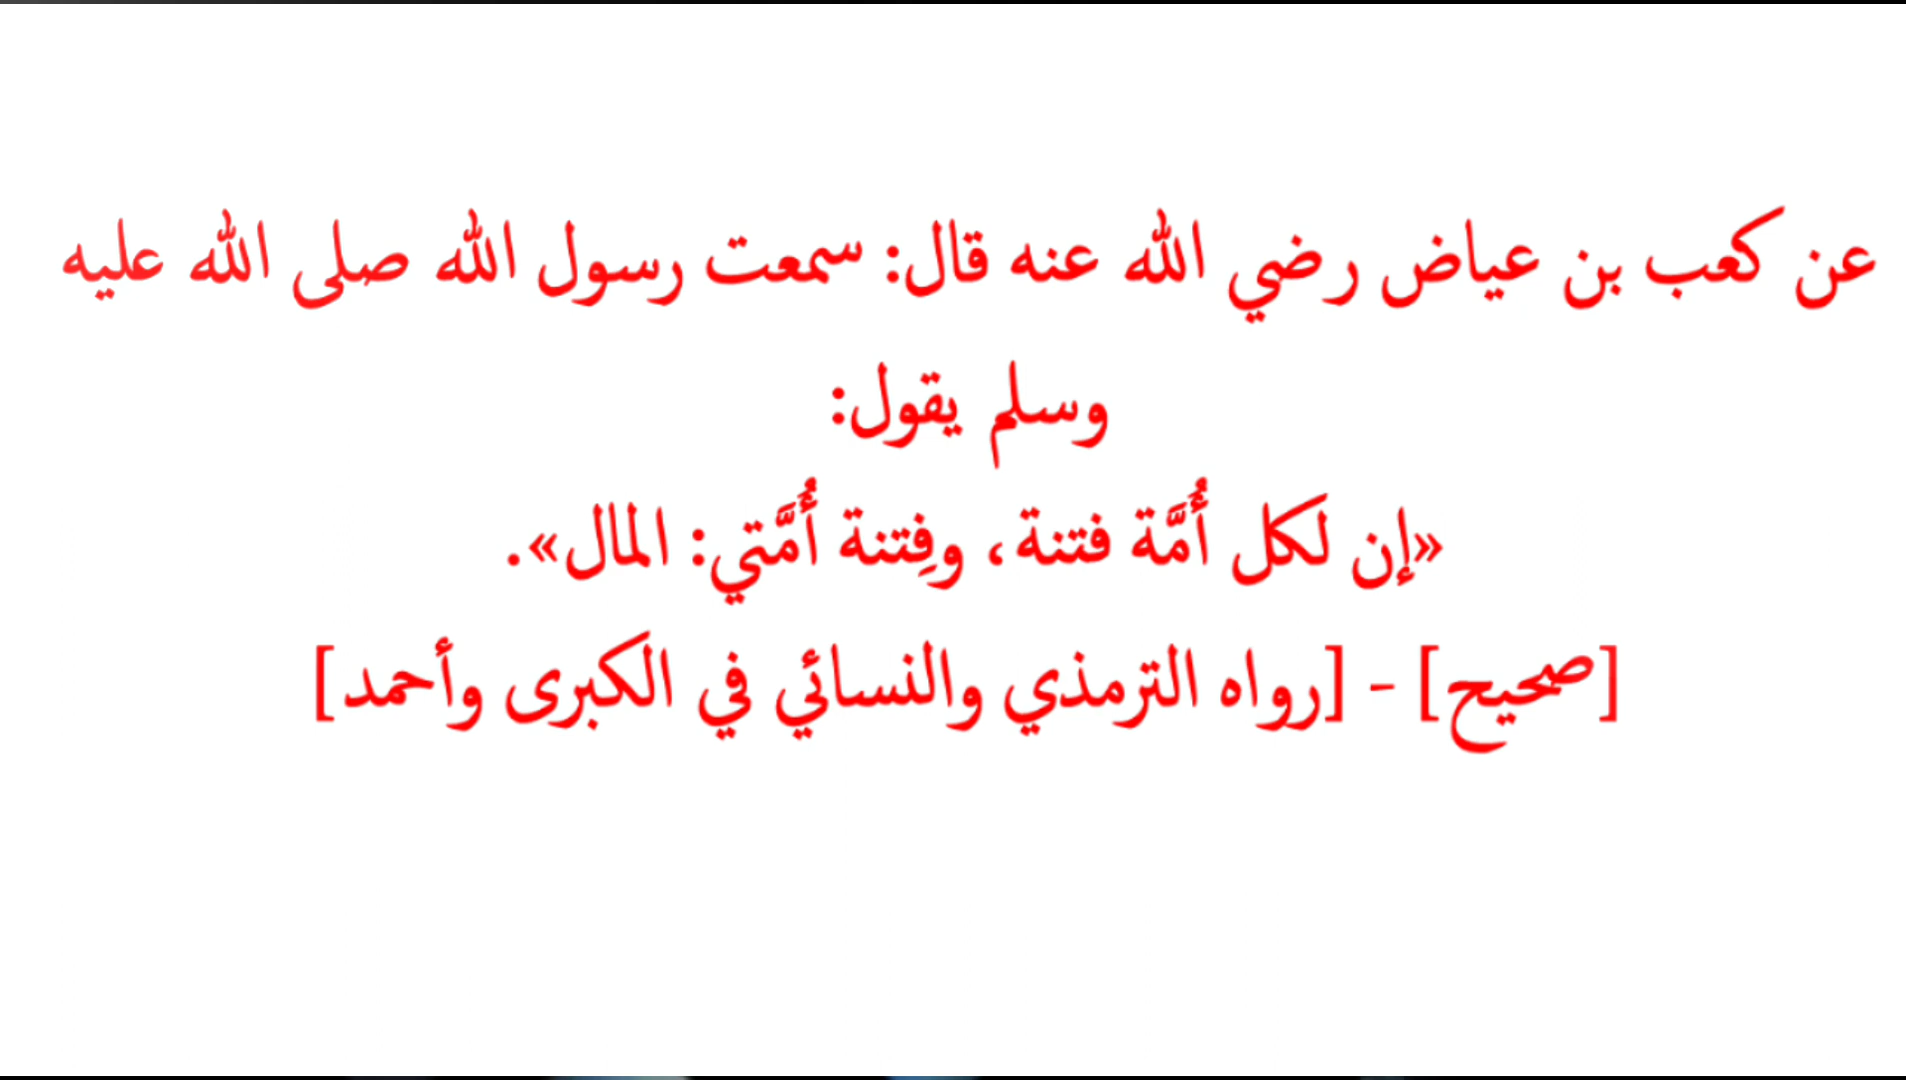 عن كعب بن عياض رضي الله عنه قال: سمعت رسول الله صلى الله عليه
وسلم يقول:
«إن لكل أُمَّة فتنة، وفِتنة أُمَّتي: المال».
[صحيح] - [رواه الترمذي والنسائي في الكبرى وأحمد]